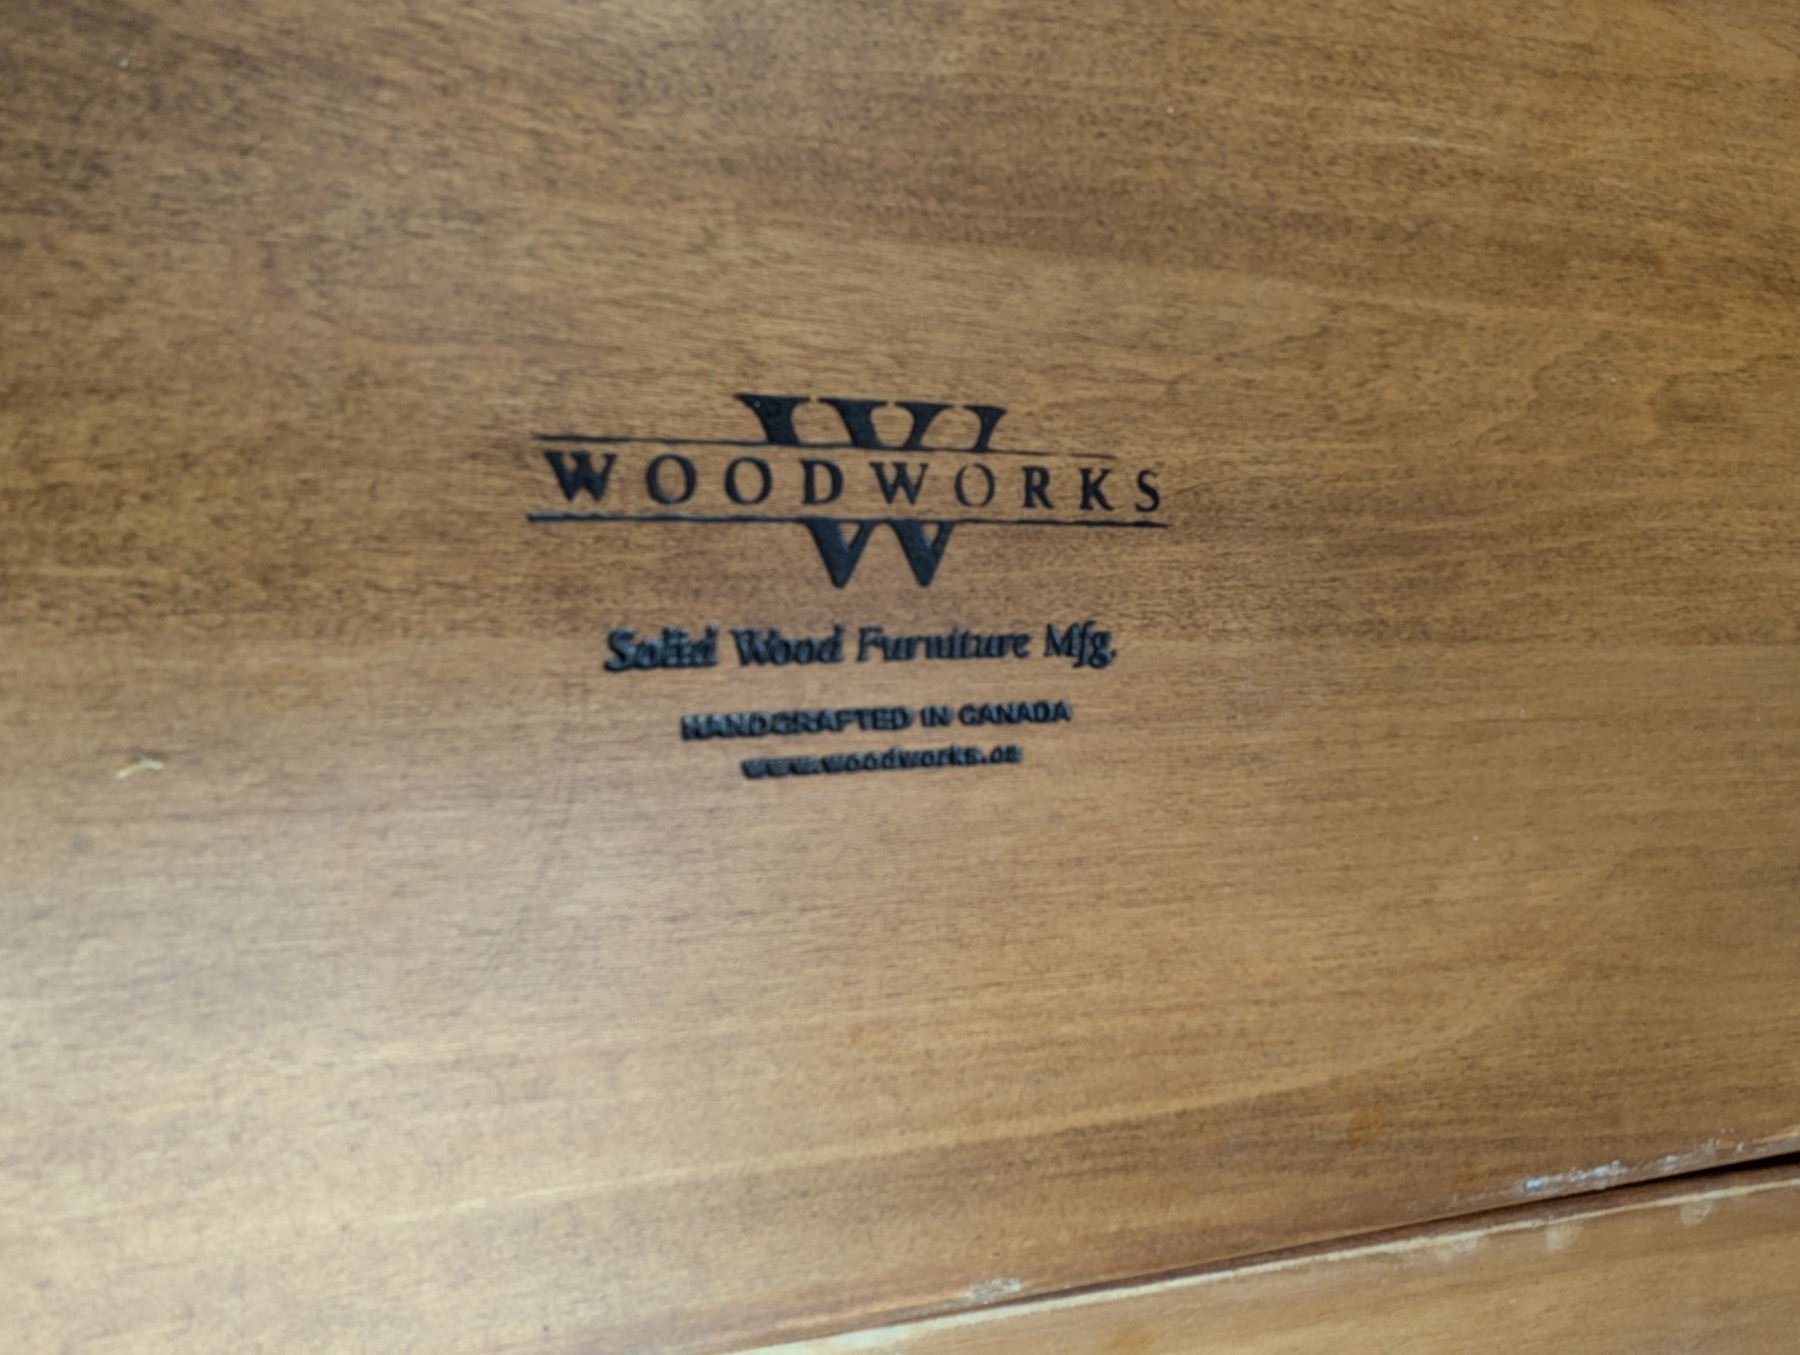 W
WOODWORKS
Solid Wood Furniture Mfg.
HANDCRAFTED IN CANADA
www.woodworks.ca